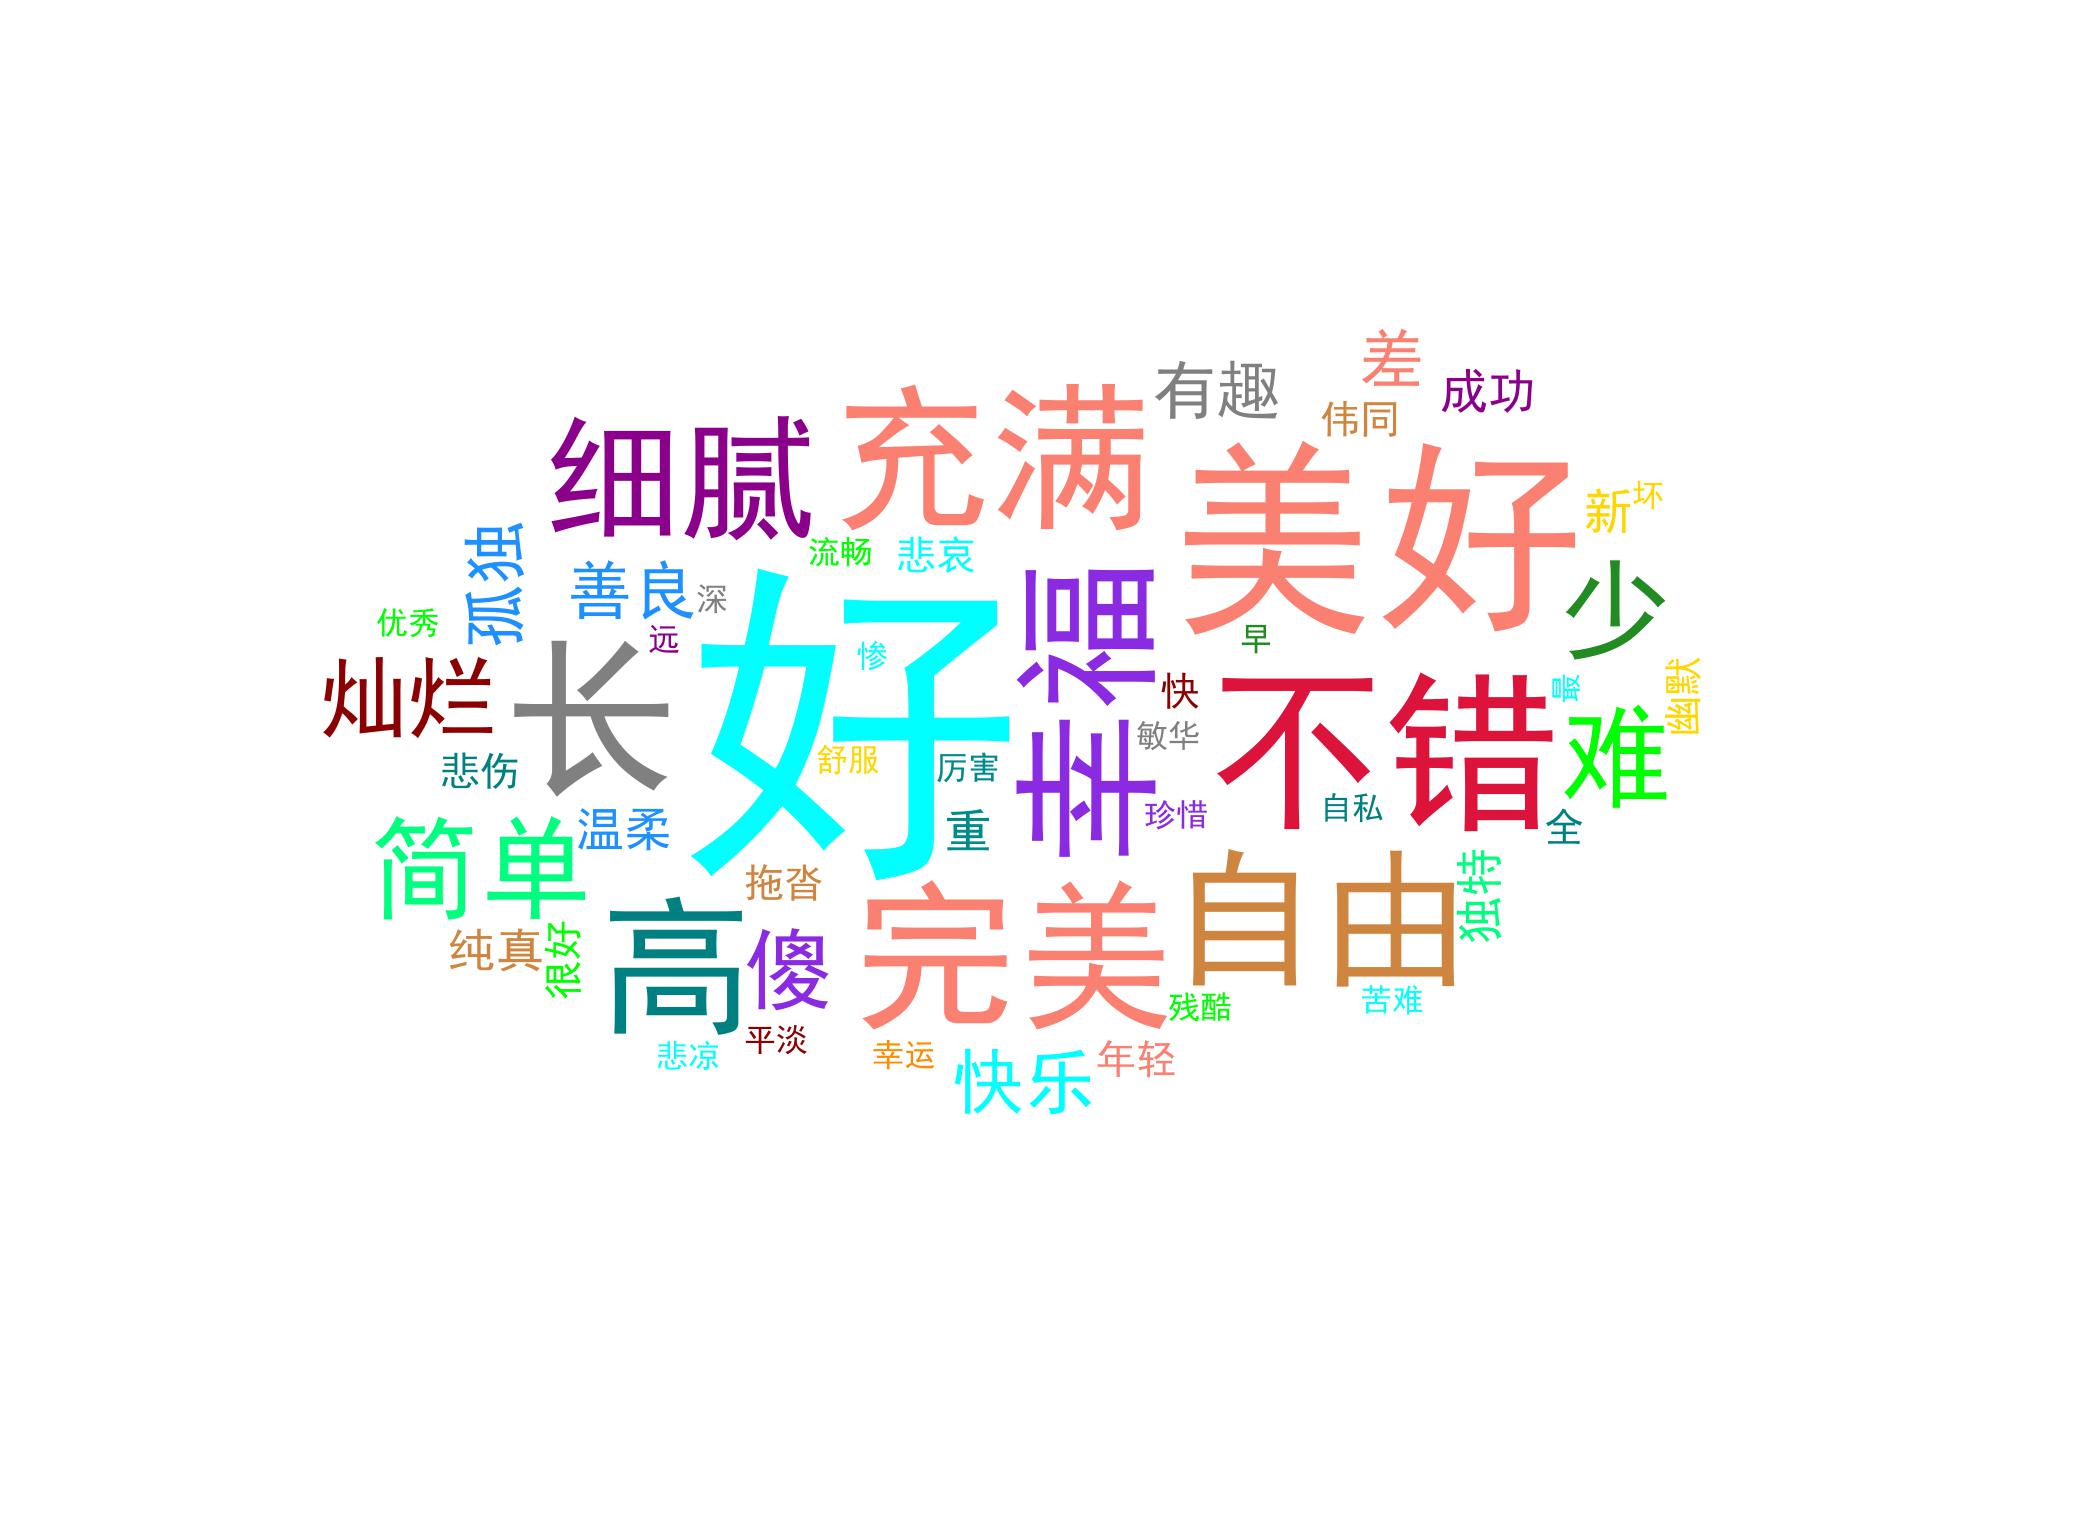 差
有趣
成功
伟同
充满
细腻
美好
新
坏
流畅
悲哀
孤独
善良
深
少
优秀
远
好
惨
幸福
早
灿烂
长
快
不错
最
幽默
难
敏华
悲伤
舒服
厉害
珍惜
自私
全
重
简单
温柔
拖沓
自由
独特
纯真
很好
高
傻
完美
残酷
苦难
平淡
悲凉
幸运
快乐
年轻